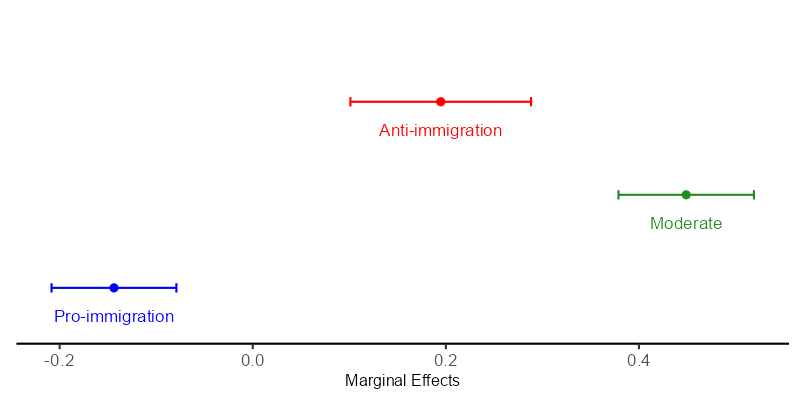 Anti-immigration
Moderate
Pro-immigration
-0.2 0.0 0.2 0.4
Marginal Effects